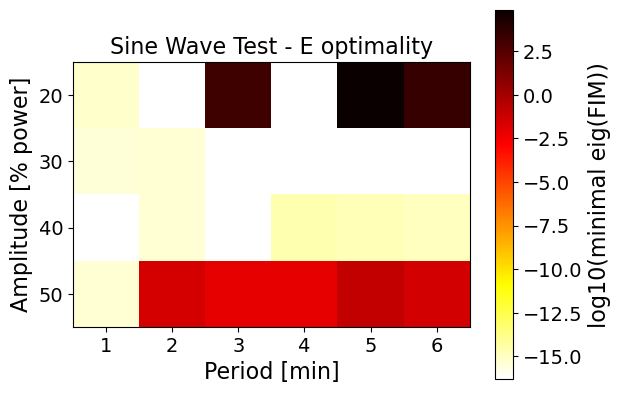 Sine Wave Test - E optimality
Amplitude [% power]
20
30
40
50
1 2 3 4 5 6
Period [min]
2.5
0.0
−2.5
−5.0
−7.5
−10.0
−12.5
−15.0
log10(minimal eig(FIM))